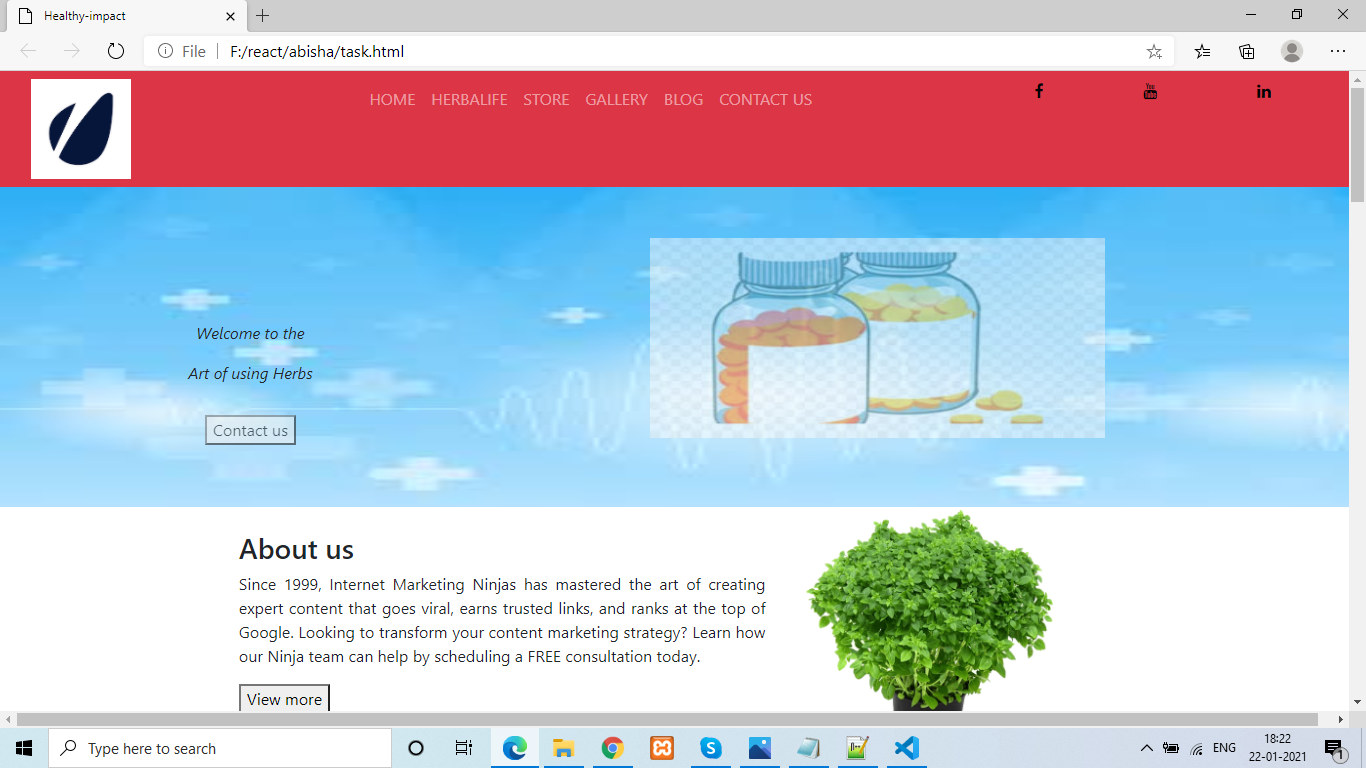 Healthy-impact
File
F:/react/abisha/task.html
HOME HERBALIFE STORE GALLERY BLOG CONTACT US
You
Tube
Welcome to the
Art of using Herbs
Contact us
About us
Since 1999, Internet Marketing Ninjas has mastered the art of creating
expert content that goes viral, earns trusted links, and ranks at the top of
Google. Looking to transform your content marketing strategy? Learn how
our Ninja team can help by scheduling a FREE consultation today.
View more
Type here to search
ENG
18:22
22-01-2021
1